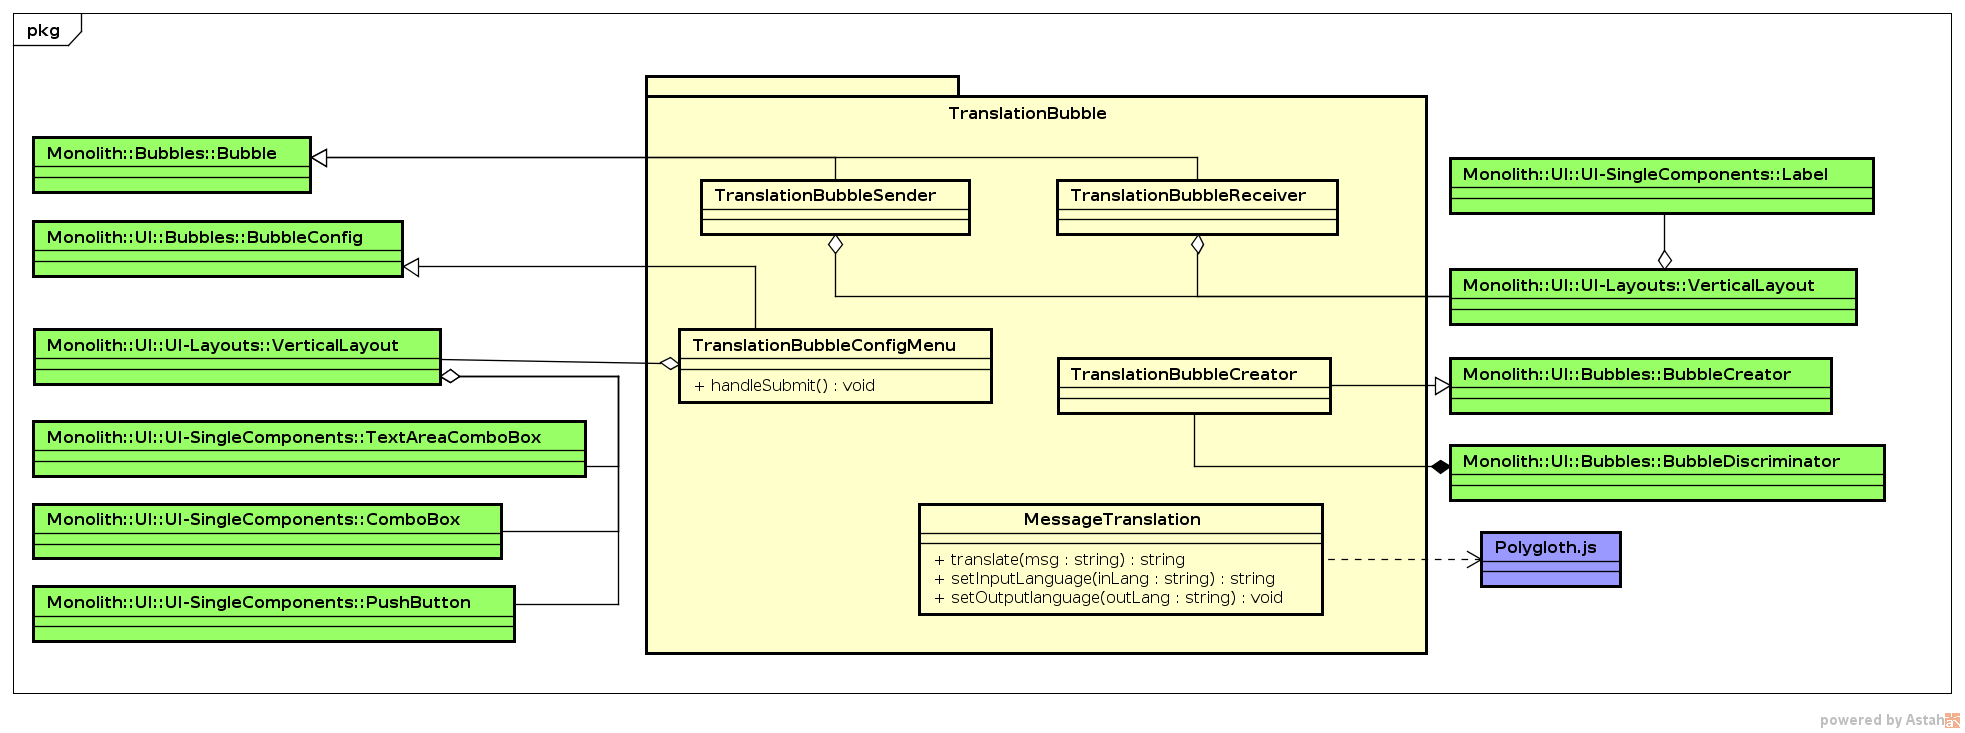 pkg
TranslationBubble
Monolith::Bubbles::Bubble
Monolith::UI::Bubbles::BubbleConfig
Monolith::UI::UI-Layouts::VerticalLayout
Monolith::UI::UI-SingleComponents::TextAreaComboBox
Monolith::UI::UI-SingleComponents::ComboBox
Monolith::UI::UI-SingleComponents::PushButton
TranslationBubbleSender
TranslationBubbleReceiver
TranslationBubbleConfigMenu
+ handleSubmit() : void
TranslationBubbleCreator
MessageTranslation
+ translate(msg : string) : string
+ setInputLanguage(inLang : string) : string
+ setOutputlanguage(outLang : string) : void
Monolith::UI::UI-SingleComponents::Label
Monolith::UI::UI-Layouts::VerticalLayout
Monolith::UI::Bubbles::BubbleCreator
Monolith::UI::Bubbles::BubbleDiscriminator
Polygloth.js
powered by Astah